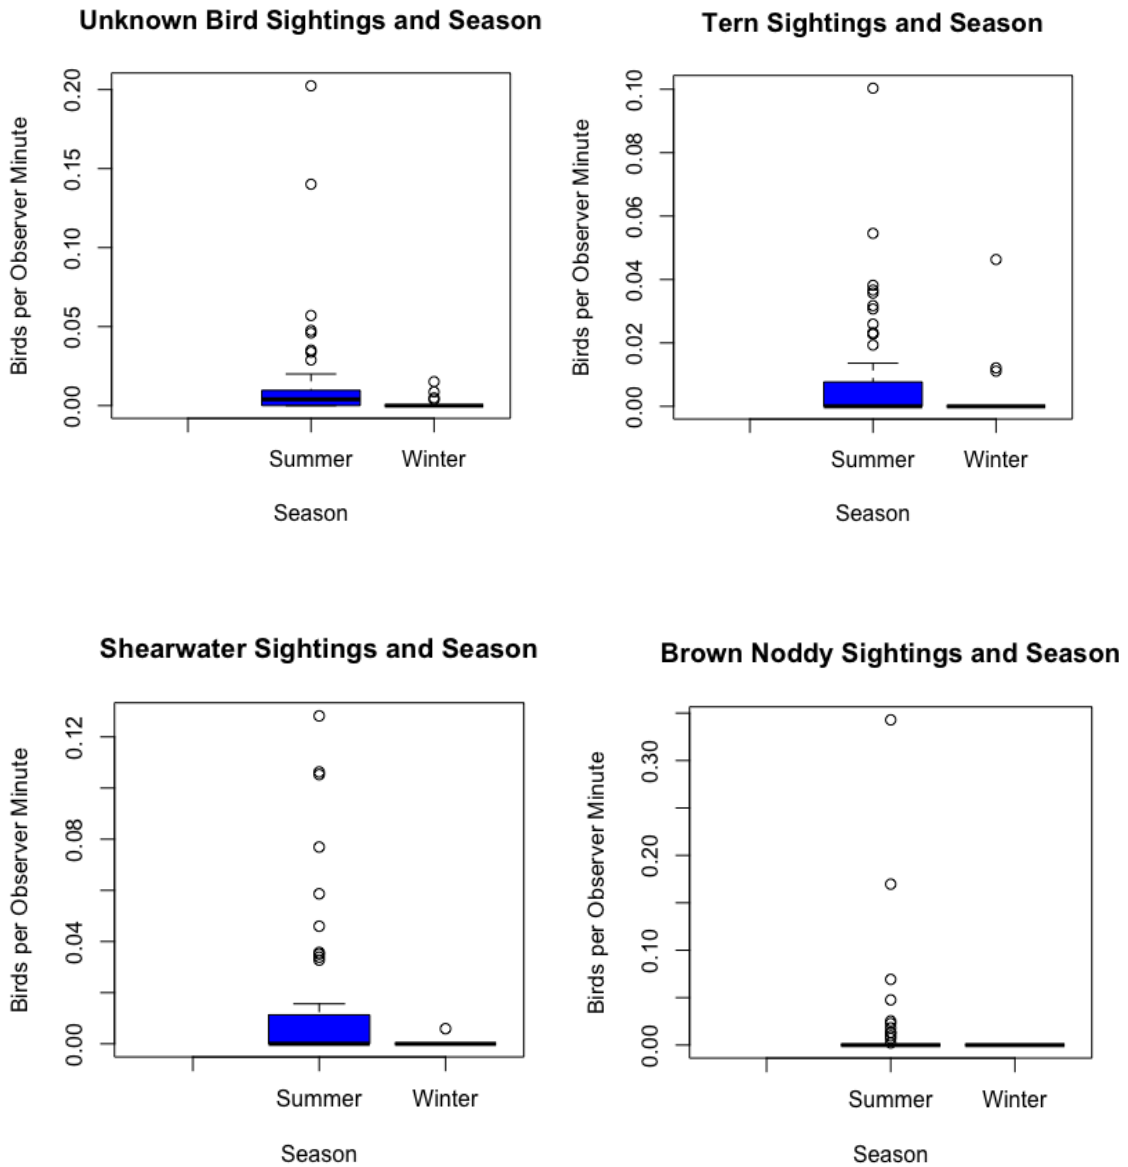 Unknown Bird Sightings and Season
Birds per Observer Minute
0.20
0.15
0.10
0.05
0.00
Summer
Winter
Season
Tern Sightings and Season
Birds per Observer Minute
0.10
0.08
0.06
0.04
0.02
0.00
Summer
Winter
Season
Shearwater Sightings and Season
Birds per Observer Minute
0.12
0.08
0.04
0.00
Summer
Winter
Season
Brown Noddy Sightings and Season
Birds per Observer Minute
0.30
0.20
0.10
0.00
Summer
Winter
Season